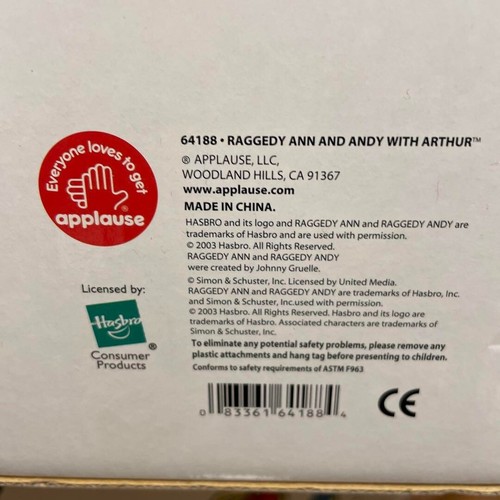 Everyone loves to get
applause
Licensed by:
Hasbro
®
Consumer
Products
64188 • RAGGEDY ANN AND ANDY WITH ARTHUR™
® APPLAUSE, LLC,
WOODLAND HILLS, CA 91367
www.applause.com
MADE IN CHINA.
HASBRO and its logo and RAGGEDY ANN and RAGGEDY ANDY are
trademarks of Hasbro and are used with permission.
© 2003 Hasbro. All Rights Reserved.
RAGGEDY ANN and RAGGEDY ANDY
were created by Johnny Gruelle.
© Simon & Schuster, Inc. Licensed by United Media.
RAGGEDY ANN and RAGGEDY ANDY are trademarks of Hasbro, Inc.
and Simon & Schuster, Inc.used with permission.
© 2003 Hasbro. All Rights Reserved. Hasbro and its logo are
trademarks of Hasbro. Associated characters are trademarks of
Simon & Schuster, Inc.
To eliminate any potential safety problems, please remove any
plastic attachments and hang tag before presenting to children.
Conforms to safety requirements of ASTM F963
0 83361 64188 4
CE